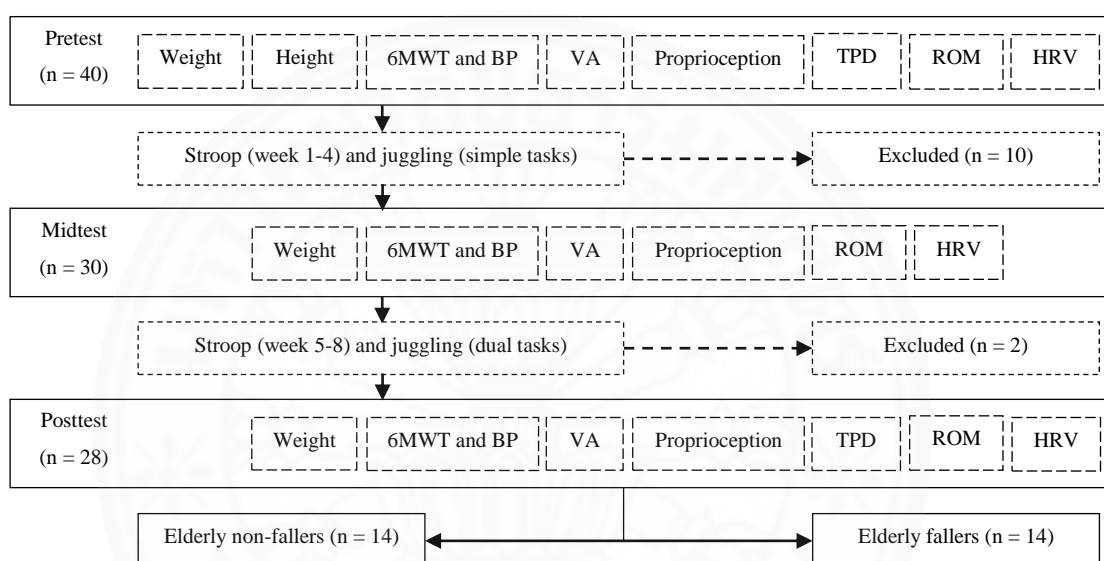 Pretest
(n = 40)
Weight
Height
6MWT and BP
VA
Proprioception
TPD
ROM
HRV
Stroop (week 1-4) and juggling (simple tasks)
Excluded (n = 10)
Midtest
(n = 30)
Weight
6MWT and BP
VA
Proprioception
ROM
HRV
Stroop (week 5-8) and juggling (dual tasks)
Excluded (n = 2)
Posttest
(n = 28)
Weight
6MWT and BP
VA
Proprioception
TPD
ROM
HRV
Elderly non-fallers (n = 14)
Elderly fallers (n = 14)